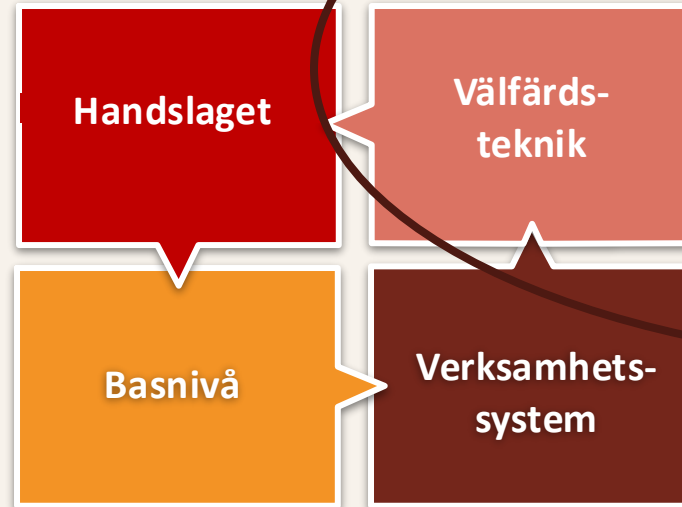 Handslaget
Välfärds-
teknik
Basnivå
Verksamhets-
system